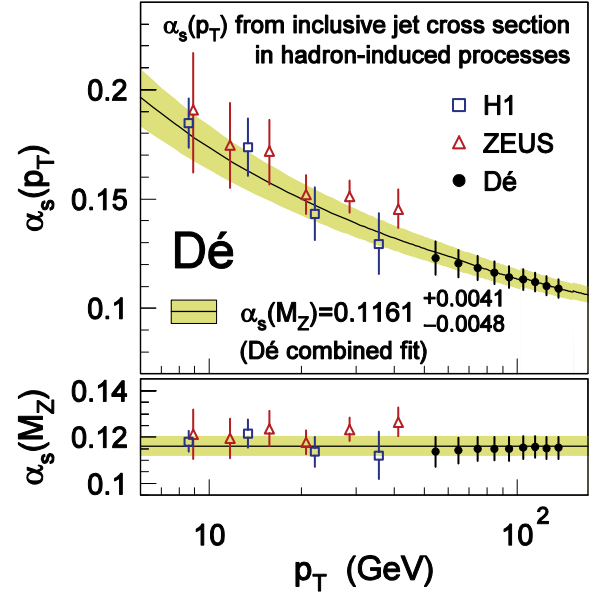 αs(pT) from inclusive jet cross section
in hadron-induced processes
H1
ZEUS
Dé
Dé
αs(MZ)=0.1161 +0.0041 −0.0048
(Dé combined fit)
αs(pT)
0.2
0.15
0.1
αs(MZ)
0.14
0.12
0.1
10
10²
pT (GeV)